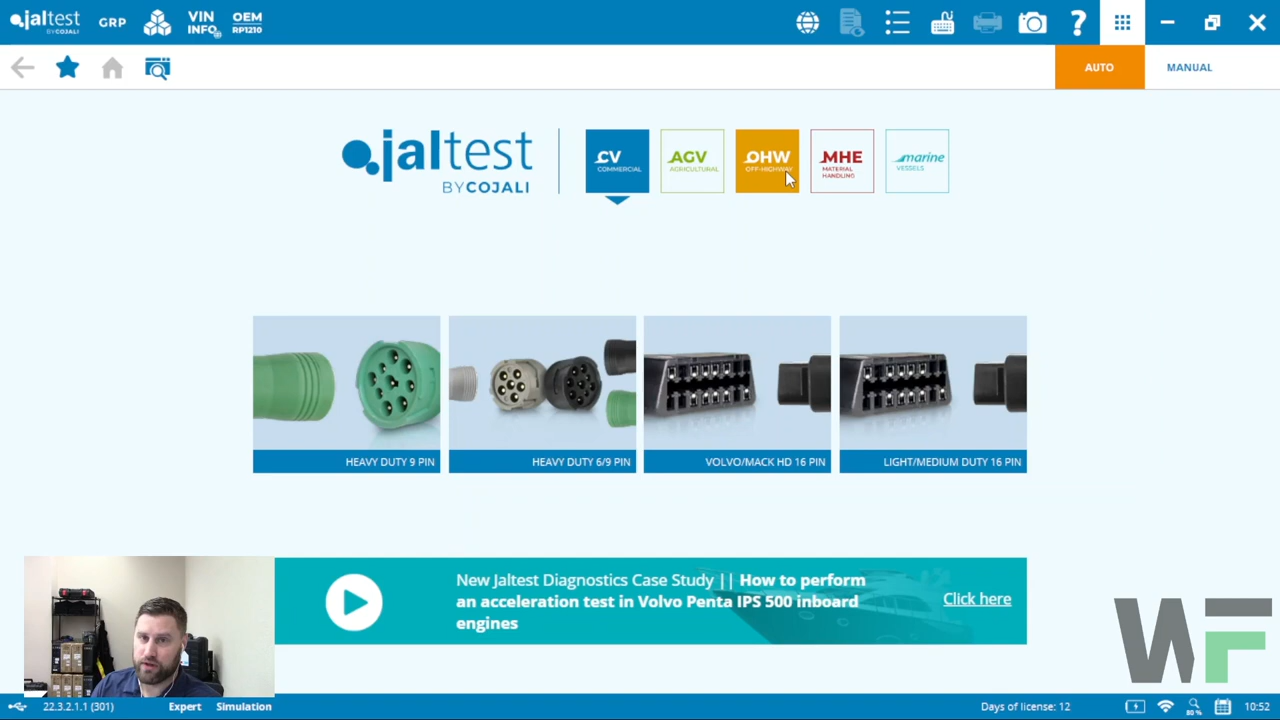 jaltest
BY COJALI
GRP
VIN
INFO
OEM
RP1210
?
AUTO
MANUAL
jaltest
BYCOJALI
CV
COMMERCIAL
AGV
AGRICULTURAL
OHW
OFF-HIGHWAY
MHE
MATERIAL
HANDLING
marine
VESSELS
HEAVY DUTY 9 PIN
HEAVY DUTY 6/9 PIN
VOLVO/MACK HD 16 PIN
LIGHT/MEDIUM DUTY 16 PIN
New Jaltest Diagnostics Case Study || How to perform
an acceleration test in Volvo Penta IPS 500 inboard
engines
Click here
WF
22.3.2.1.1 (301)
Expert
Simulation
Days of license: 12
80 %
10:52